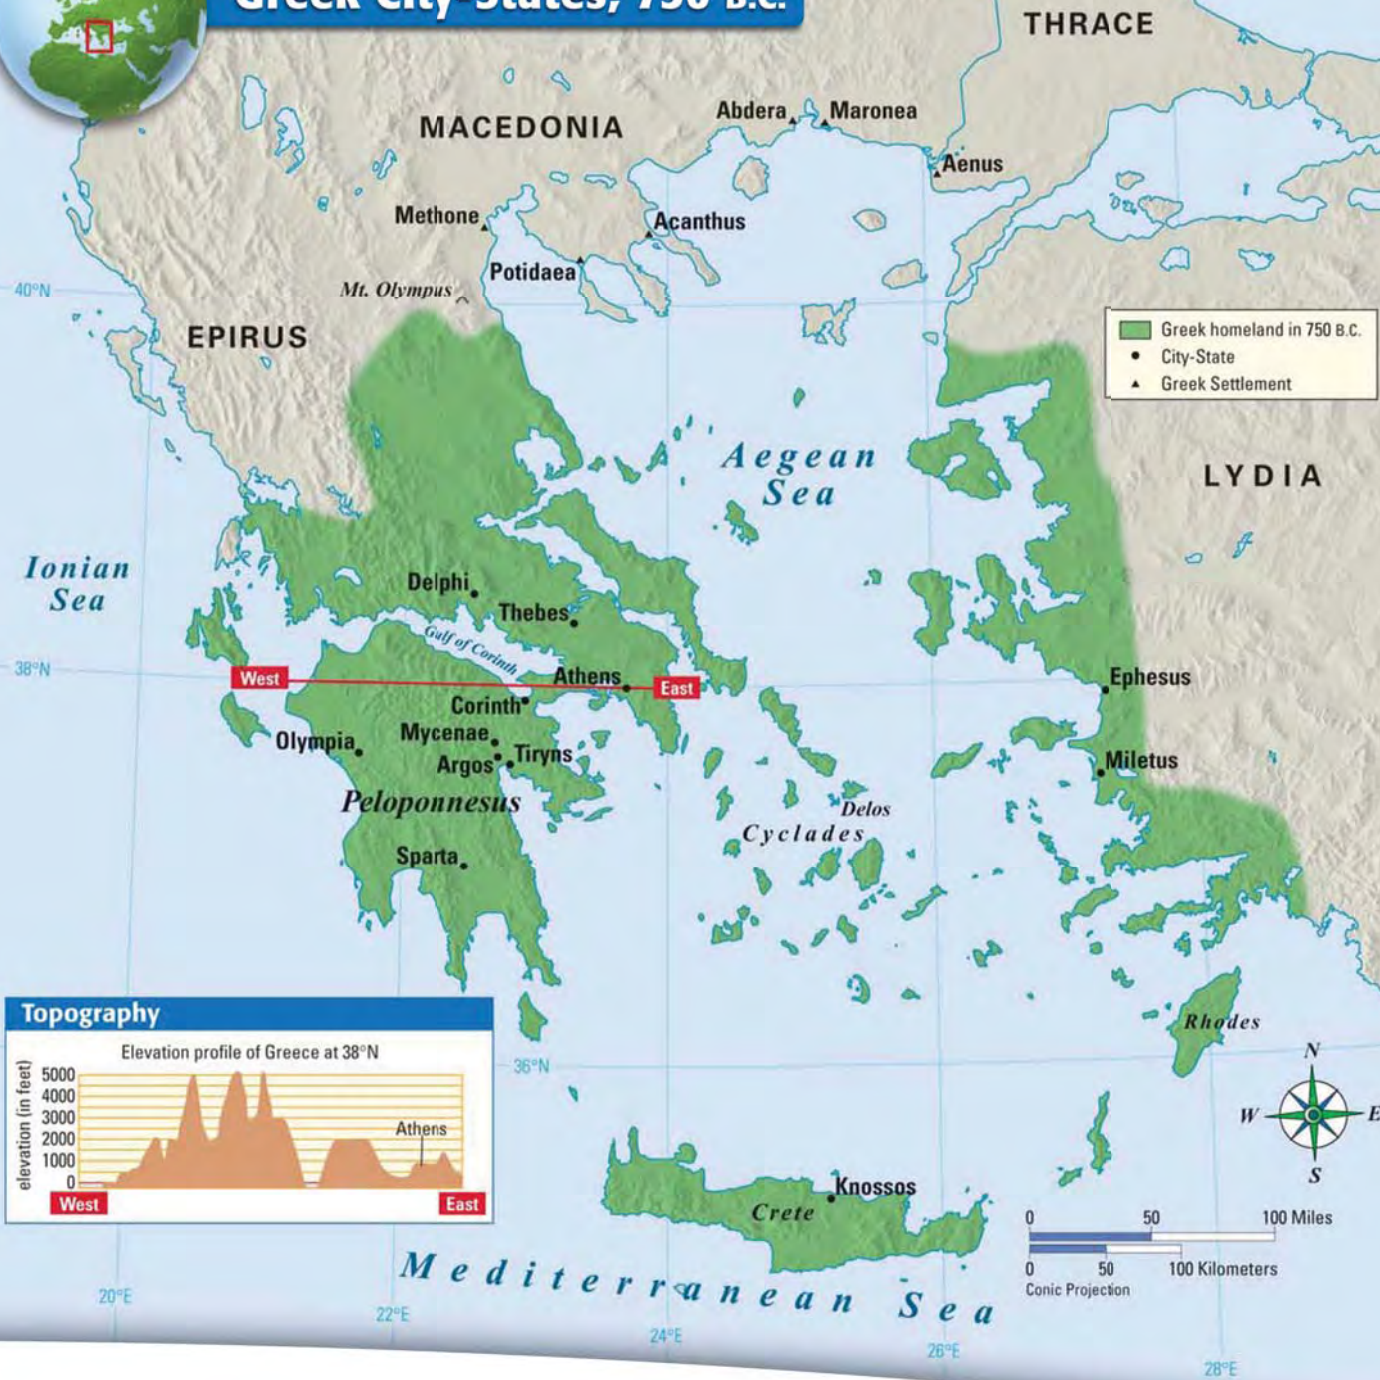 Greek City-States, 750 B.C.
THRACE
MACEDONIA
Abdera
Maronea
Aenus
Methone
Acanthus
Potidaea
Mt. Olympus
40°N
EPIRUS
Greek homeland in 750 B.C.
City-State
Greek Settlement
Aegean
Sea
LYDIA
Ionian
Sea
Delphi
Thebes
Gulf of Corinth
38°N
West
Athens
East
Ephesus
Corinth
Mycenae
Olympia
Argos
Tiryns
Miletus
Peloponnesus
Delos
Cyclades
Sparta
Topography
Elevation profile of Greece at 38°N
elevation (in feet)
5000
4000
3000
2000
1000
0
Athens
West
East
36°N
Rhodes
N
W
E
S
Knossos
Crete
0 50 100 Miles
0 50 100 Kilometers
Conic Projection
Mediterranean Sea
20°E
22°E
24°E
26°E
28°E